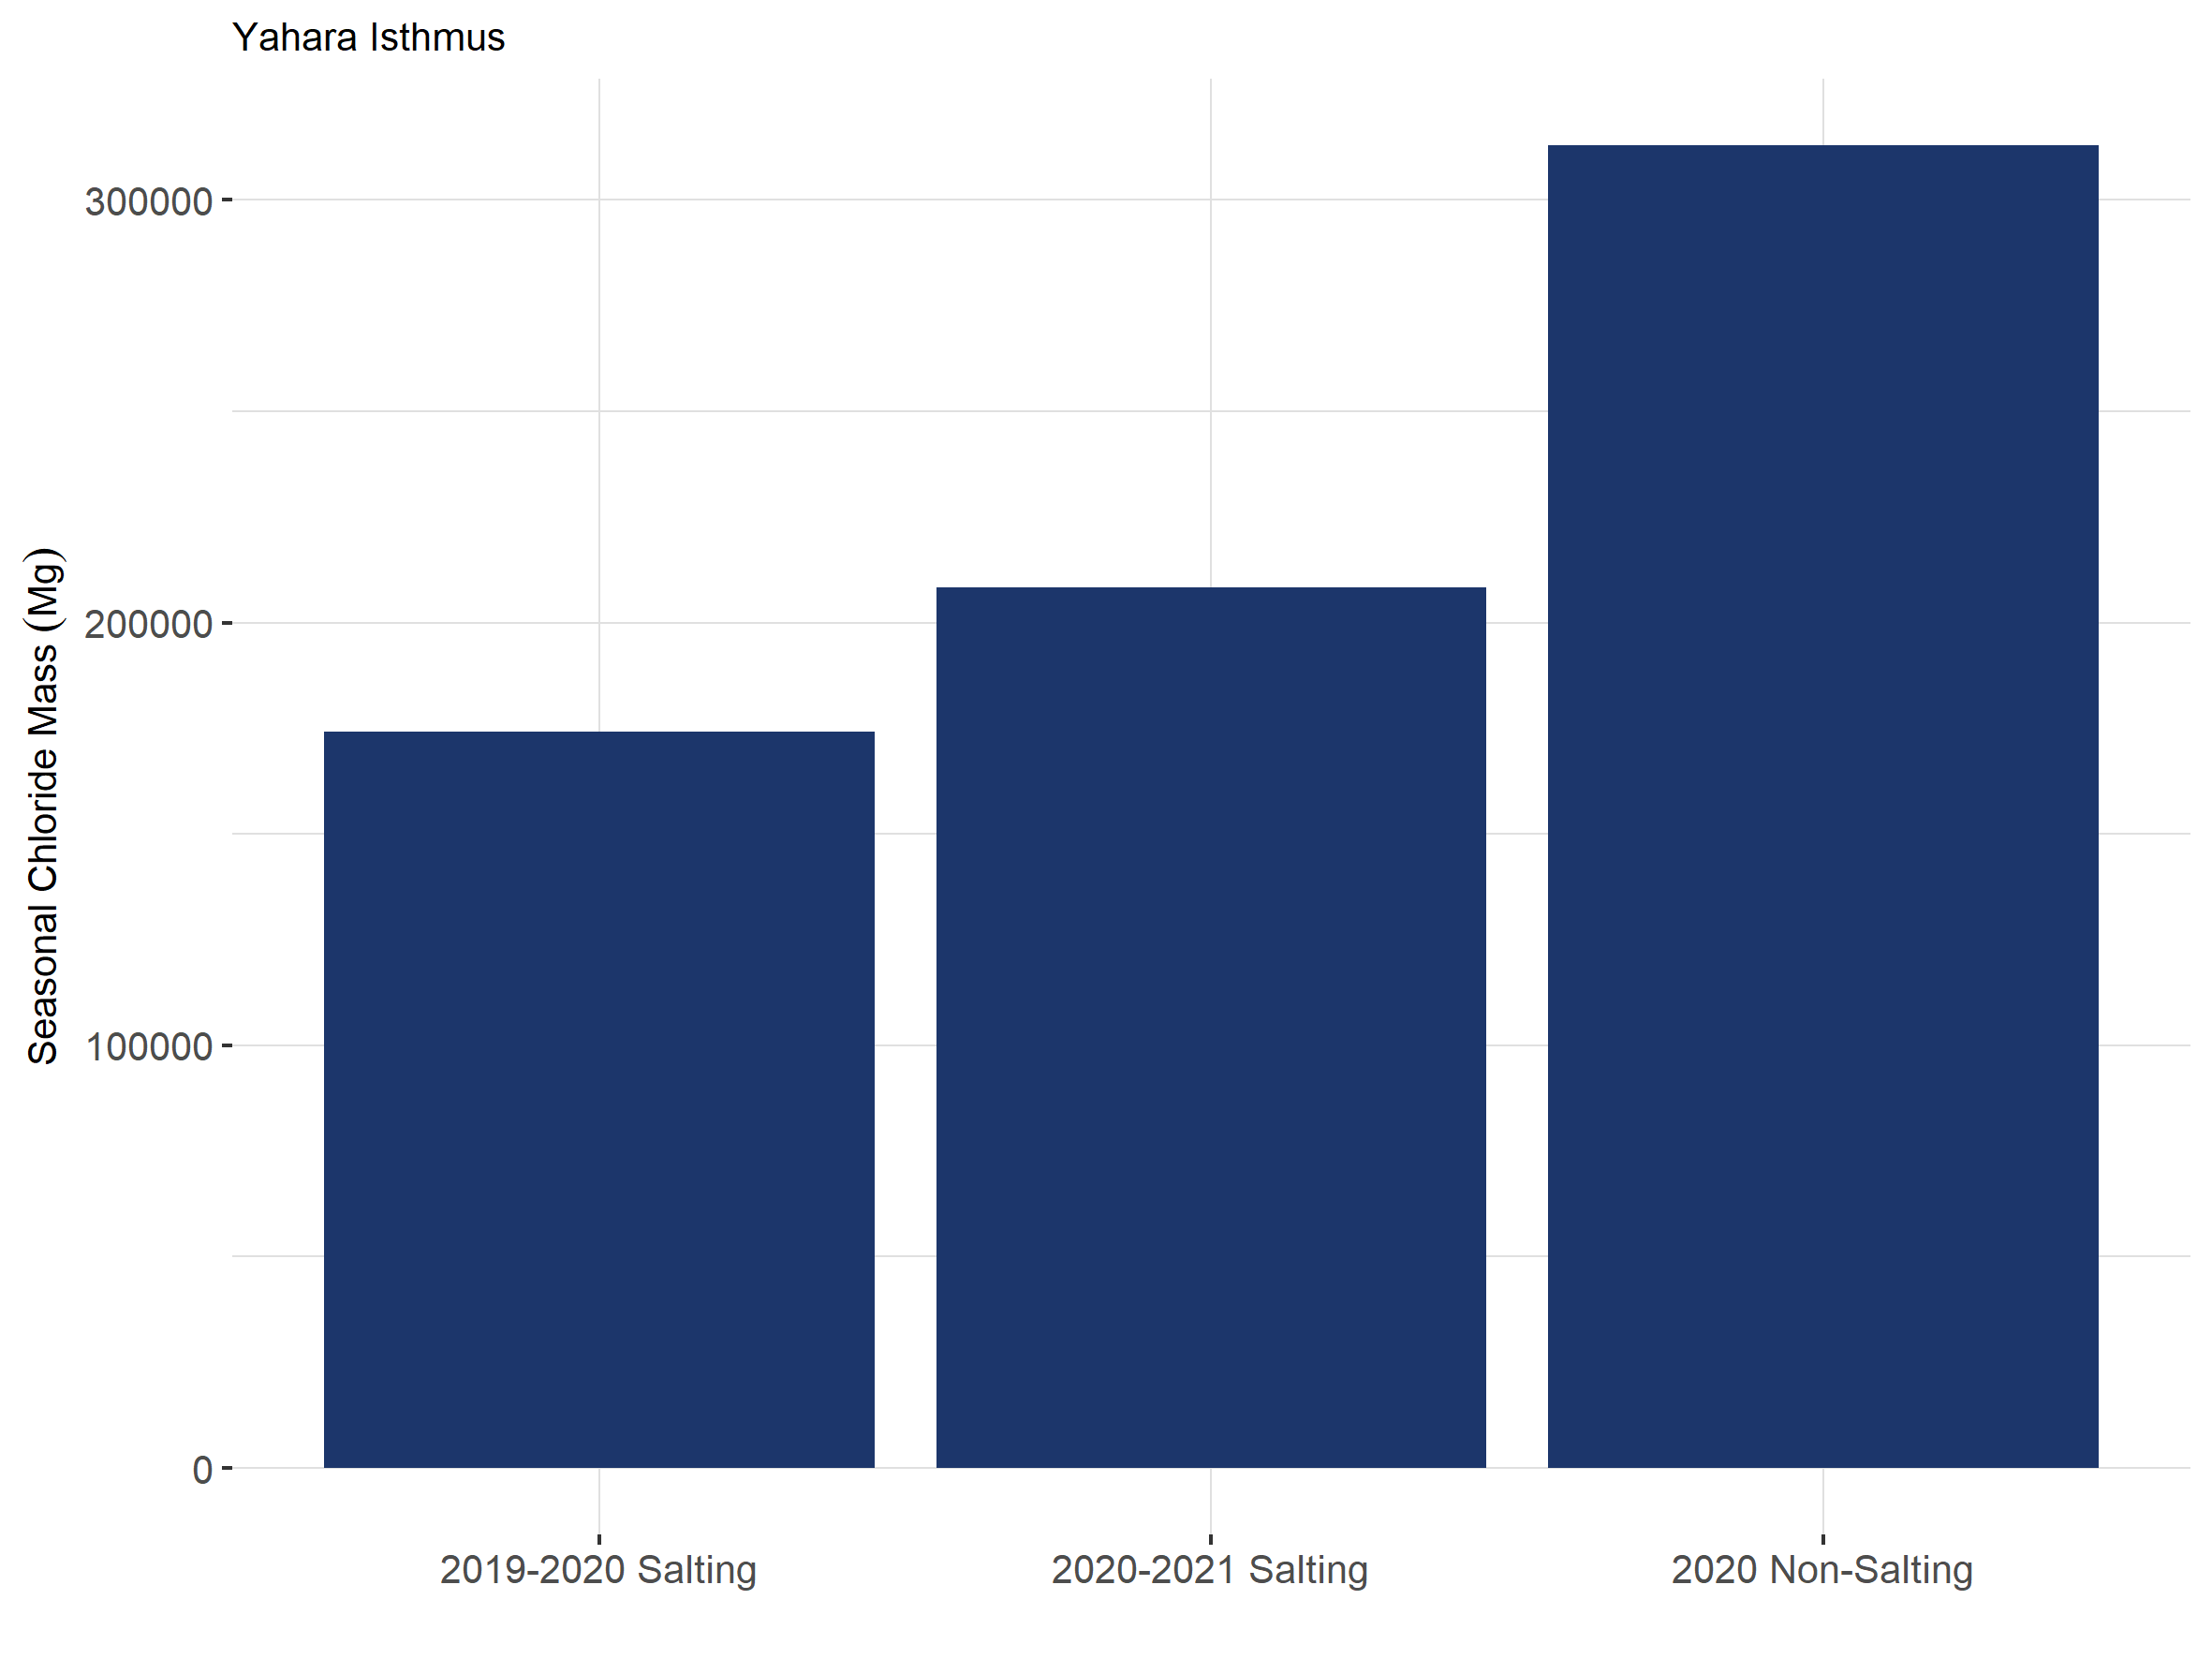 Yahara Isthmus
Seasonal Chloride Mass (Mg)
300000
200000
100000
0
2019-2020 Salting
2020-2021 Salting
2020 Non-Salting